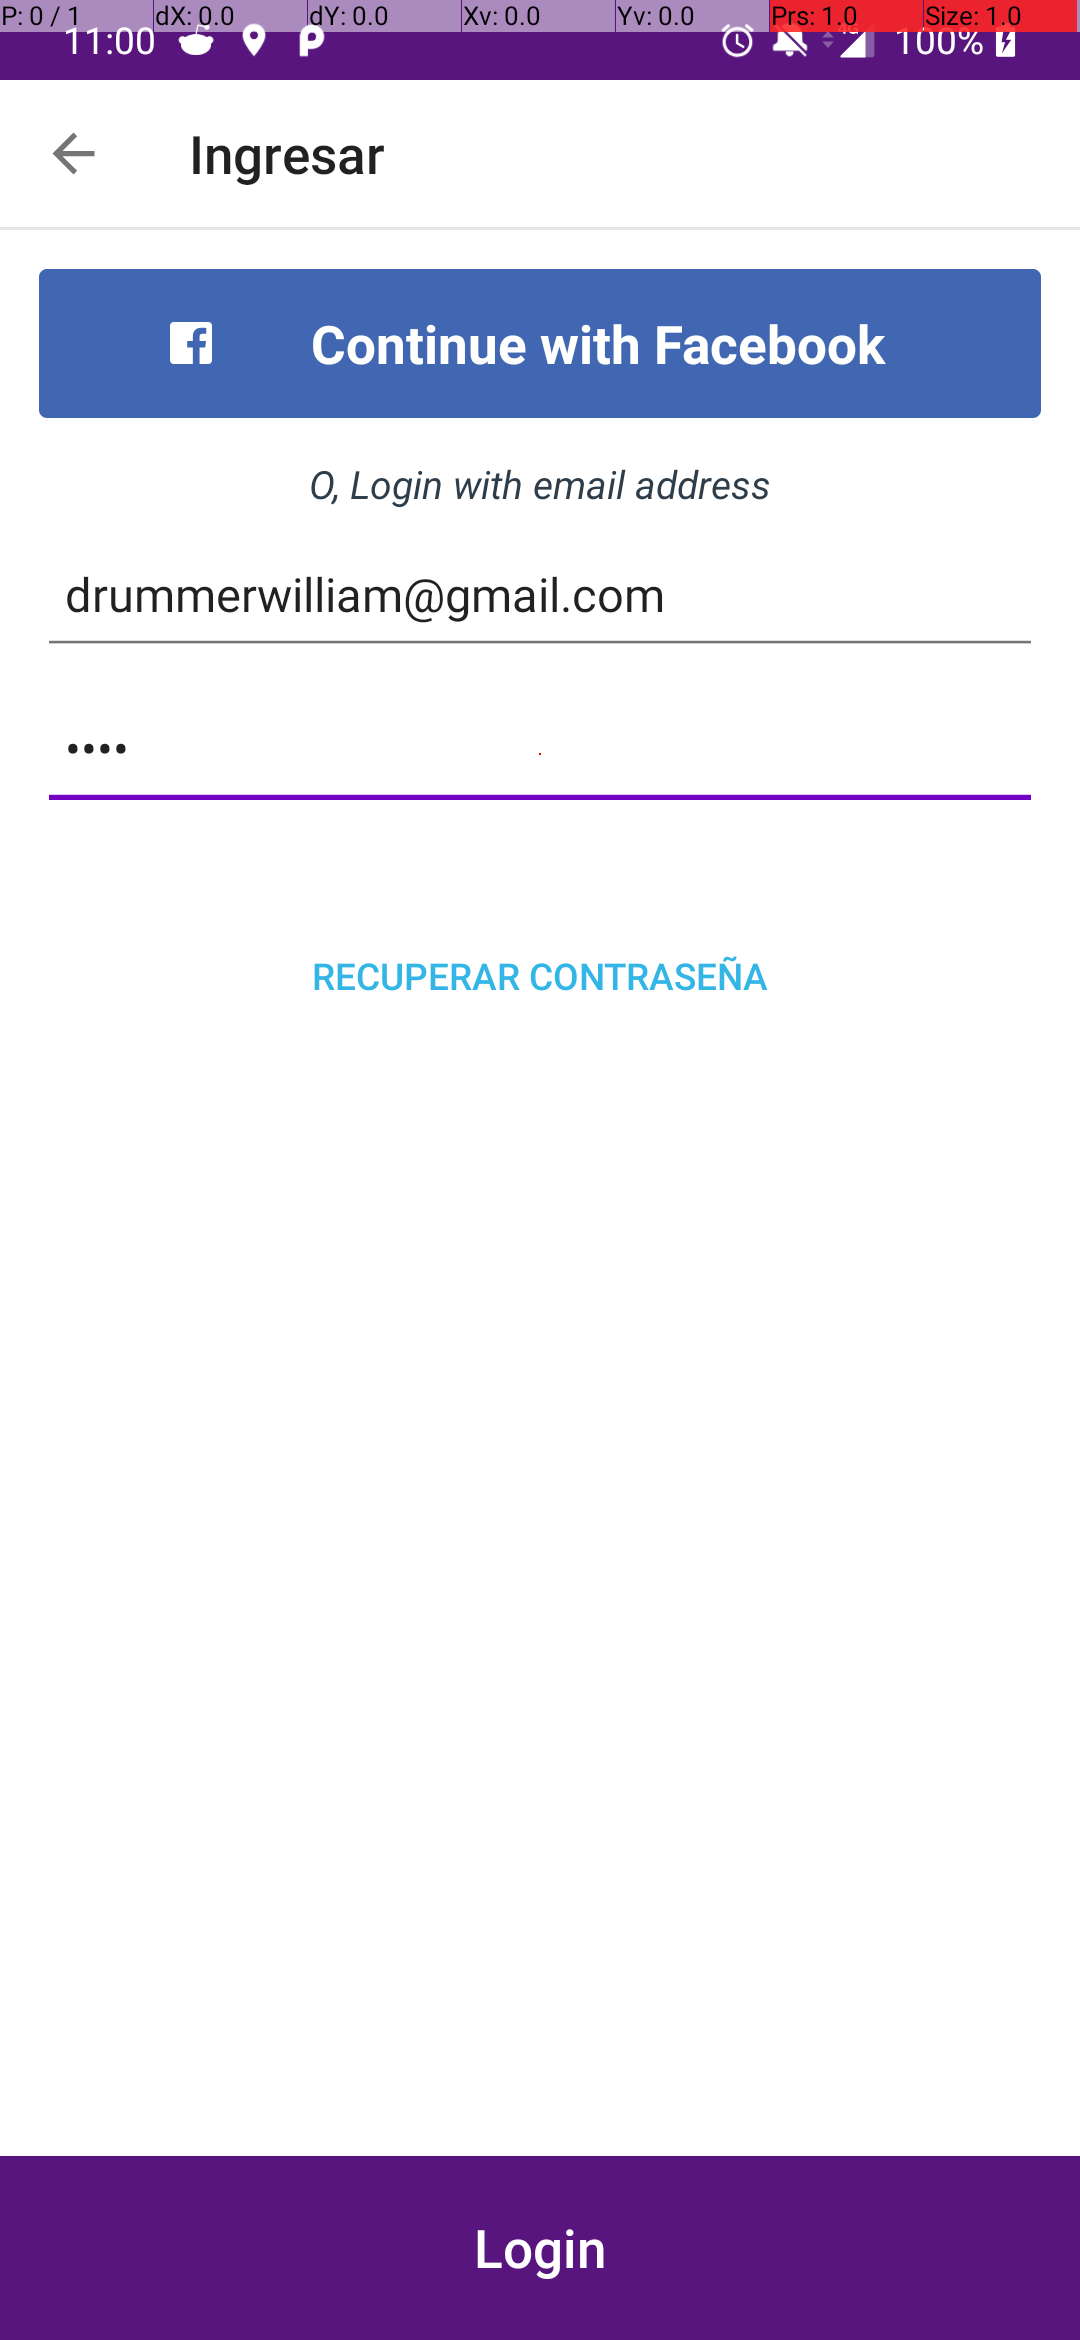 P: 0 / 1 dX: 0.0 dY: 0.0 Xv: 0.0 Yv: 0.0 Prs: 1.0 Size: 1.0
11:00 100%
Ingresar
Continue with Facebook
O, Login with email address
drummerwilliam@gmail.com
••••
RECUPERAR CONTRASEÑA
Login